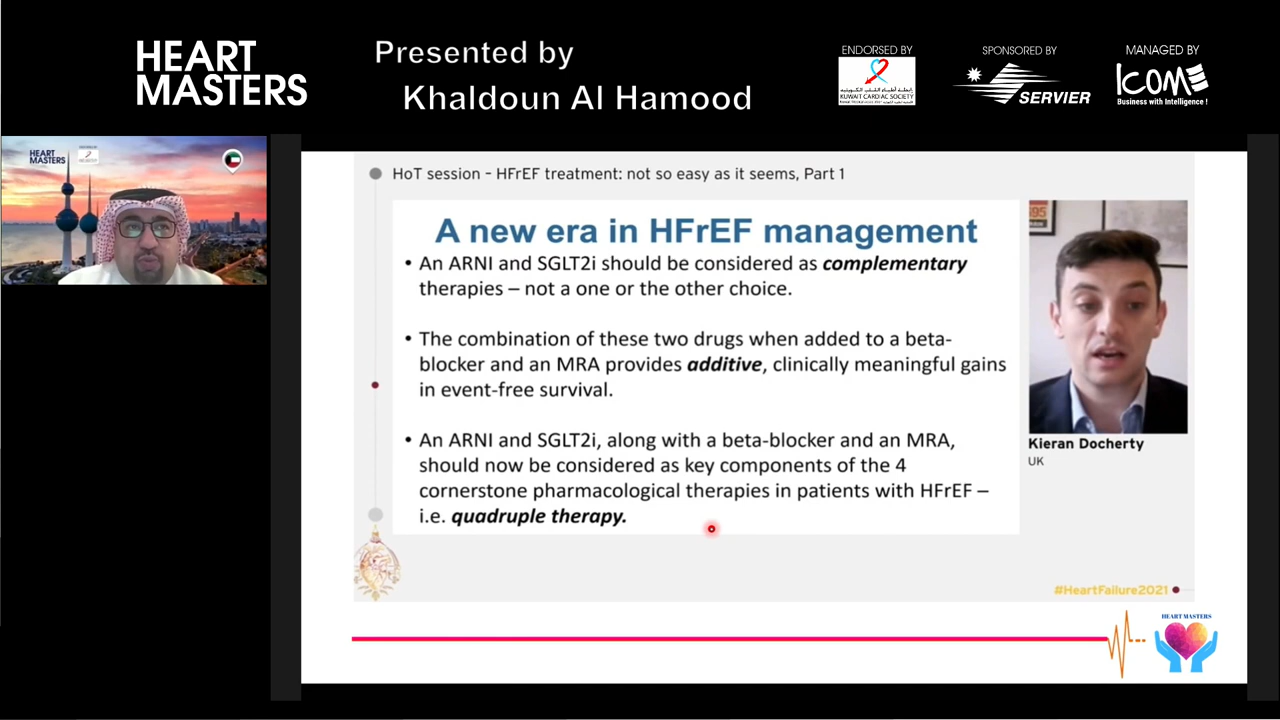 HEART
MASTERS
Presented by
Khaldoun Al Hamood
ENDORSED BY
KUWAIT CARDIAC SOCIETY
SPONSORED BY
SERVIER
MANAGED BY
ICOME
Business with Intelligence !
HEART
MASTERS
HoT session – HFrEF treatment: not so easy as it seems, Part 1
A new era in HFrEF management
• An ARNI and SGLT2i should be considered as complementary
therapies – not a one or the other choice.
• The combination of these two drugs when added to a beta-
blocker and an MRA provides additive, clinically meaningful gains
in event-free survival.
• An ARNI and SGLT2i, along with a beta-blocker and an MRA,
should now be considered as key components of the 4
cornerstone pharmacological therapies in patients with HFrEF –
i.e. quadruple therapy.
Kieran Docherty
UK
#HeartFailure2021
HEART MASTERS